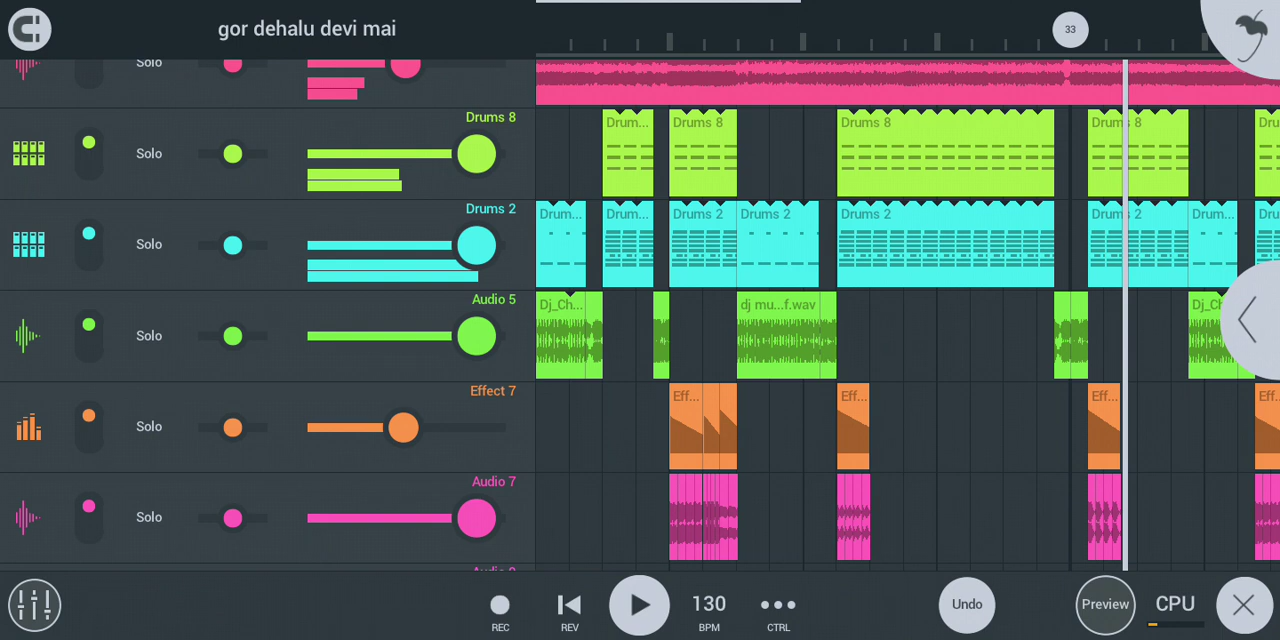 gor dehalu devi mai
33
Solo
Drums 8
Drum...
Drums 8
Drums 8
Drums 8
Solo
Drums 2
Drum...
Drum...
Drums 2
Drums 2
Drums 2
Drum...
Solo
Audio 5
Dj_Ch...
dj mu...f.wav
Solo
Effect 7
Eff...
Eff...
Eff...
Eff...
Solo
Audio 7
Solo
REC
REV
130
BPM
CTRL
Undo
Preview
CPU